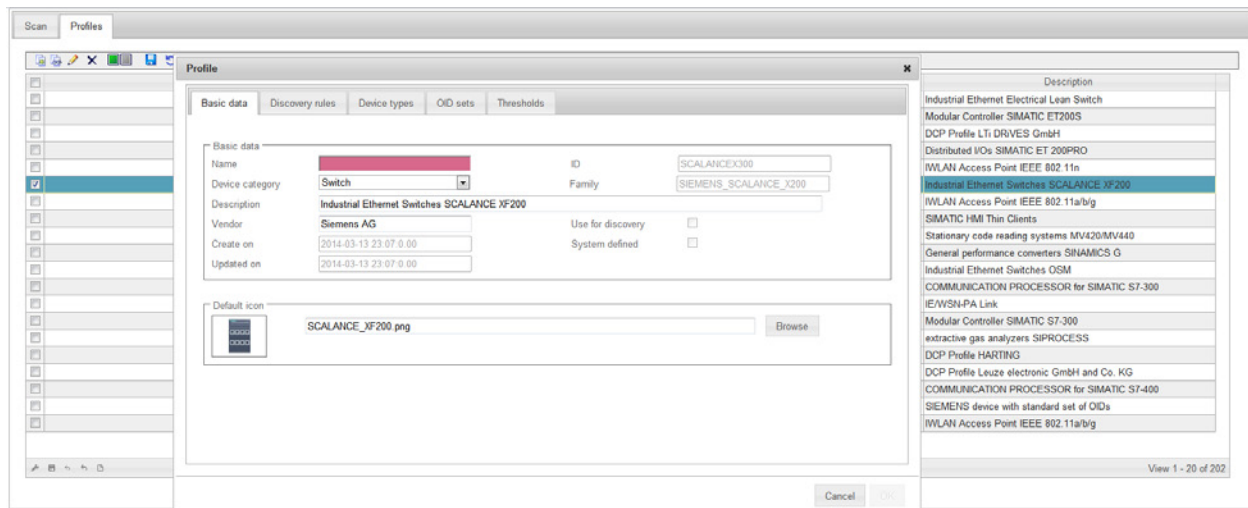 Scan Profiles
Profile
Basic data Discovery rules Device types OID sets Thresholds
Basic data
Name ID SCALANCEX300
Device category Switch Family SIEMENS_SCALANCE_X200
Description Industrial Ethernet Switches SCALANCE XF200
Vendor Siemens AG Use for discovery
Create on 2014-03-13 23:07:0.00 System defined
Updated on 2014-03-13 23:07:0.00
Default icon
SCALANCE_XF200.png Browse
Cancel OK
Description
Industrial Ethernet Electrical Lean Switch
Modular Controller SIMATIC ET200S
DCP Profile LTi DRiVES GmbH
Distributed I/Os SIMATIC ET 200PRO
IWLAN Access Point IEEE 802.11n
Industrial Ethernet Switches SCALANCE XF200
IWLAN Access Point IEEE 802.11a/b/g
SIMATIC HMI Thin Clients
Stationary code reading systems MV420/MV440
General performance converters SINAMICS G
Industrial Ethernet Switches OSM
COMMUNICATION PROCESSOR for SIMATIC S7-300
IE/WSN-PA Link
Modular Controller SIMATIC S7-300
extractive gas analyzers SIPROCESS
DCP Profile HARTING
DCP Profile Leuze electronic GmbH and Co. KG
COMMUNICATION PROCESSOR for SIMATIC S7-400
SIEMENS device with standard set of OIDs
IWLAN Access Point IEEE 802.11a/b/g
View 1 - 20 of 202